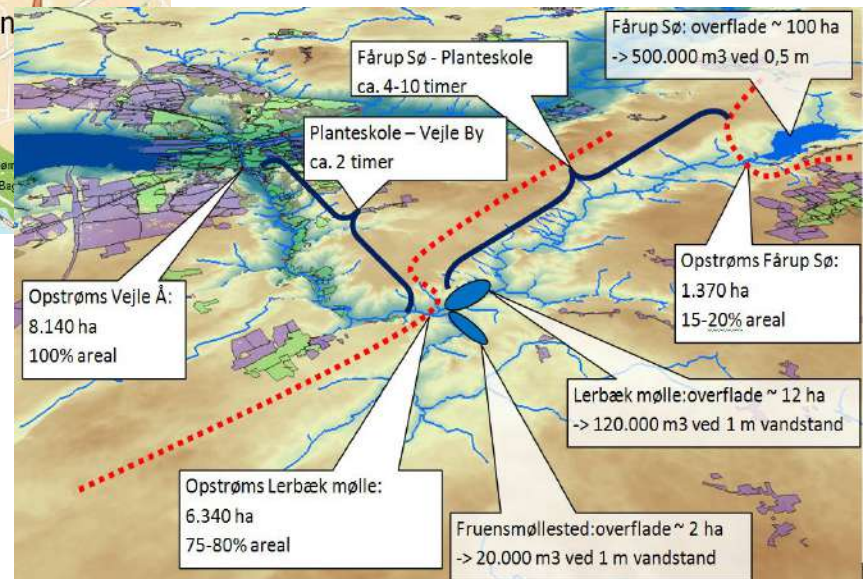 n
Fårup Sø: overflade ~ 100 ha
-> 500.000 m3 ved 0,5 m
Fårup Sø - Planteskole
ca. 4-10 timer
Planteskole – Vejle By
ca. 2 timer
Opstrøms Vejle Å:
8.140 ha
100% areal
Opstrøms Fårup Sø:
1.370 ha
15-20% areal
Lerbæk mølle:overflade ~ 12 ha
-> 120.000 m3 ved 1 m vandstand
Opstrøms Lerbæk mølle:
6.340 ha
75-80% areal
Fruensmøllested:overflade ~ 2 ha
-> 20.000 m3 ved 1 m vandstand